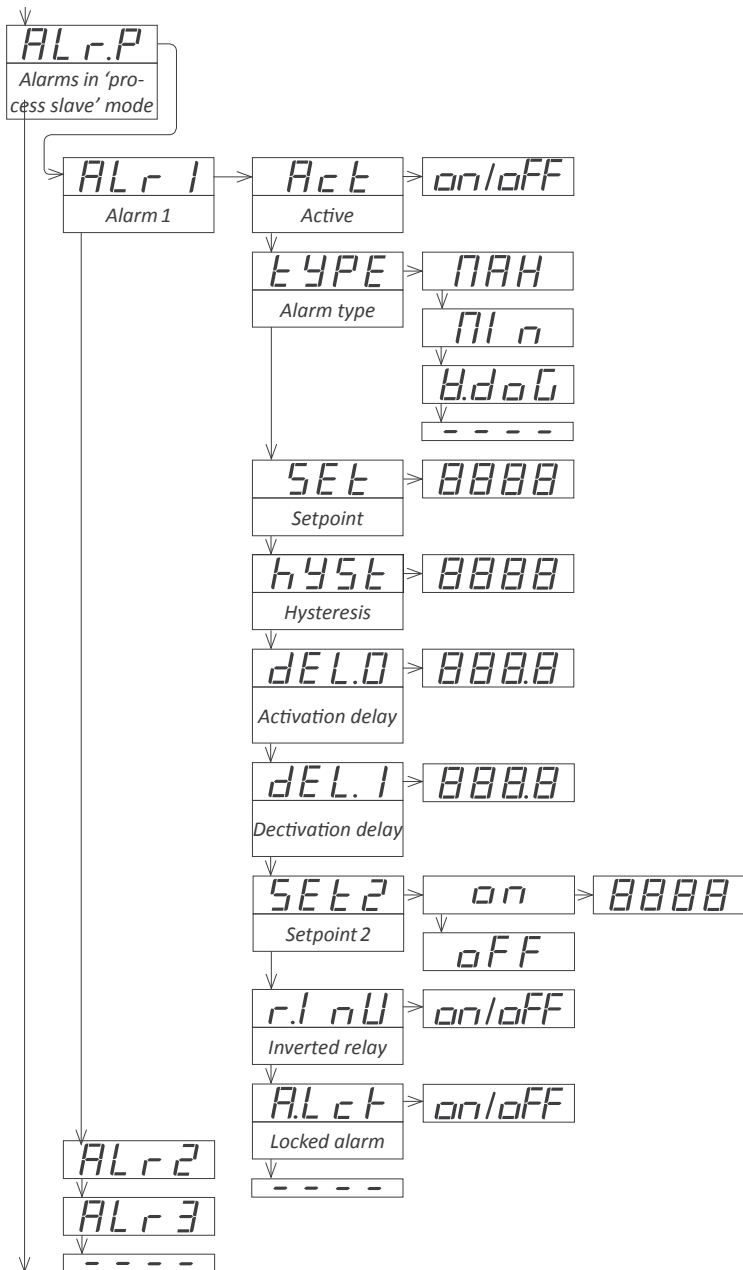 ALr.P
Alarms in ‘pro-
cess slave’ mode
ALr 1
Alarm 1
Act
Active
on/oFF
tYPE
Alarm type
MAX
MIn
W.doG
----
SEt
Setpoint
8888
hYSt
Hysteresis
8888
dEL.0
Activation delay
888.8
dEL.1
Dectivation delay
888.8
SEt2
Setpoint 2
on
8888
oFF
r.InV
Inverted relay
on/oFF
A.Lck
Locked alarm
on/oFF
----
ALr2
ALr3
----